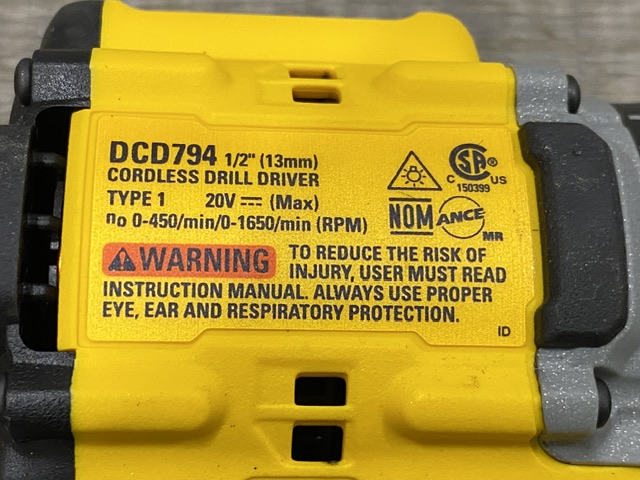 DCD794 1/2" (13mm)
CORDLESS DRILL DRIVER
TYPE 1 20V ⎓ (Max)
no 0-450/min/0-1650/min (RPM)
SA ®
C US
150399
NOM
ANCE
MR
⚠WARNING TO REDUCE THE RISK OF
INJURY, USER MUST READ
INSTRUCTION MANUAL. ALWAYS USE PROPER
EYE, EAR AND RESPIRATORY PROTECTION.
ID